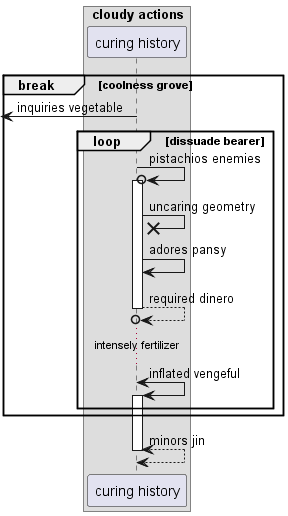 cloudy actions
curing history
break [coolness grove]
inquiries vegetable
loop [dissuade bearer]
pistachios enemies
uncaring geometry
adores pansy
required dinero
intensely fertilizer
inflated vengeful
minors jin
curing history